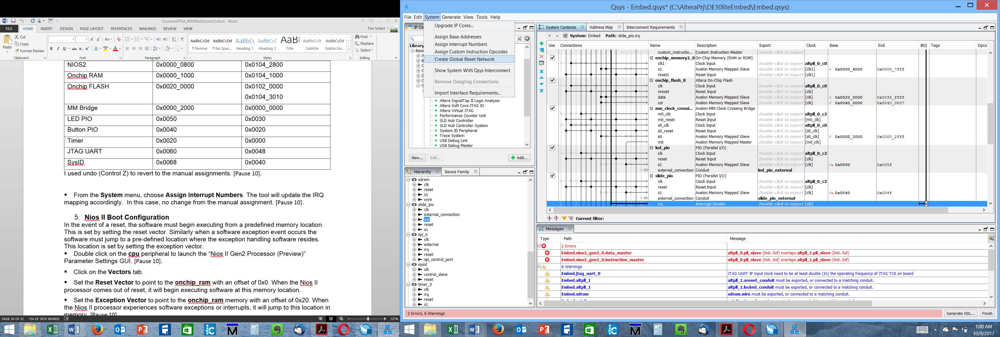 CourseraFPGA_M4V8textSource2.docx - Word
FILE HOME INSERT DESIGN PAGE LAYOUT REFERENCES MAILINGS REVIEW VIEW Tim Scherr
Paste Cut Copy Format Painter
Clipboard Font Paragraph Styles Editing
AaBbCcDd AaBbCcDd AaBbCc AaBbCcC AaBl AaBbCcD AaBbCcDd
¶ Normal ¶ No Spac... Heading 1 Heading 2 Title Subtitle Subtle Em...
Find Replace Select
NIOS2 0x0000_0800 0x0104_2800
Onchip RAM 0x0000_1000 0x0104_1000
Onchip FLASH 0x0020_0000 0x0102_0000
0x0104_3010
MM Bridge 0x0000_2000 0x0000_0000
LED PIO 0x0050 0x0030
Button PIO 0x0040 0x0020
Timer 0x0020 0x0000
JTAG UART 0x0060 0x0048
SysID 0x0068 0x0040
I used undo (Control Z) to revert to the manual assignments. [Pause 10].
▪ From the System menu, choose Assign Interrupt Numbers. The tool will update the IRQ
mapping accordingly. In this case, no change from the manual assignment. [Pause 10].
5. Nios II Boot Configuration
In the event of a reset, the software must begin executing from a predefined memory location.
This is set by setting the reset vector. Similarly when a software exception event occurs the
software must jump to a pre-defined location where the exception handling software resides.
This location is set by setting the exception vector.
▪ Double click on the cpu peripheral to launch the “Nios II Gen2 Processor (Preview)”
Parameter Settings GUI. [Pause 10].
▪ Click on the Vectors tab.
▪ Set the Reset Vector to point to the onchip_ram with an offset of 0x0. When the Nios II
processor comes out of reset, it will begin executing software at this memory location.
▪ Set the Exception Vector to point to the onchip_ram memory with an offset of 0x20. When
the Nios II processor experiences software exceptions or interrupts, it will jump to this location in
memory. [Pause 10]
PAGE 26 OF 32 154 OF 5676 WORDS 137%
Qsys - Embed.qsys* (C:\AlteraPrj\DE10liteEmbed\Embed.qsys)
File Edit System Generate View Tools Help
Upgrade IP Cores...
Assign Base Addresses
Assign Interrupt Numbers
Assign Custom Instruction Opcodes
Create Global Reset Network
Show System With Qsys Interconnect
Remove Dangling Connections
Import Interface Requirements...
IP Ca
Library
Basic
Altera SignalTap II Logic Analyzer
Altera Soft Core JTAG IO
Altera Virtual JTAG
Performance Counter Unit
SLD Hub Controller
SLD Hub Controller System
System ID Peripheral
Trace System
USB Debug Link
USB Debug Master
New... Edit... Add...
Hierarchy Device Family
sdram
clk
reset
s1
wire
slide_pio
clk
external_connection
irq
reset
s1
spi_0
clk
external
irq
reset
spi_control_port
sysid
clk
control_slave
reset
timer_0
clk
irq
reset
s1
System Contents Address Map Interconnect Requirements
System: Embed Path: slide_pio.irq
Use Connections Name Description Export Clock Base End IRQ Tags Opco
custom_instructio... Custom Instruction Master Double-click to export
onchip_memory2_0 On-Chip Memory (RAM or ROM)
clk1 Clock Input Double-click to export altpll_0_c0
s1 Avalon Memory Mapped Slave Double-click to export [clk1] 0x0000_4000 0x0000_7fff
reset1 Reset Input Double-click to export [clk1]
onchip_flash_0 Altera On-Chip Flash
clk Clock Input Double-click to export altpll_0_c0
nreset Reset Input Double-click to export [clk]
data Avalon Memory Mapped Slave Double-click to export [clk] 0x0020_0000 0x0035_ffff
csr Avalon Memory Mapped Slave Double-click to export [clk] 0x0040_0000 0x0040_0007
mm_clock_crossi... Avalon-MM Clock Crossing Bridge
m0_clk Clock Input Double-click to export altpll_0_c2
m0_reset Reset Input Double-click to export [m0_clk]
s0_clk Clock Input Double-click to export altpll_0_c0
s0_reset Reset Input Double-click to export [s0_clk]
s0 Avalon Memory Mapped Slave Double-click to export [s0_clk] 0x0000_2000 0x0000_2fff
m0 Avalon Memory Mapped Master Double-click to export [m0_clk]
led_pio PIO (Parallel I/O)
clk Clock Input Double-click to export altpll_0_c2
reset Reset Input Double-click to export [clk]
s1 Avalon Memory Mapped Slave Double-click to export [clk] 0x0050 0x005f
external_connection Conduit led_pio_external
slide_pio PIO (Parallel I/O)
clk Clock Input Double-click to export altpll_0_c2
reset Reset Input Double-click to export [clk]
s1 Avalon Memory Mapped Slave Double-click to export [clk] 0x0040 0x004f
external_connection Conduit slide_pio_external
irq Interrupt Sender Double-click to export [clk]
Current filter:
Messages
Type Path Message
2 Errors
Embed.nios2_gen2_0.data_master altpll_0.pll_slave (0x0..0xf) overlaps altpll_1.pll_slave (0x0..0xf)
Embed.nios2_gen2_0.instruction_master altpll_0.pll_slave (0x0..0xf) overlaps altpll_1.pll_slave (0x0..0xf)
6 Warnings
Embed.jtag_uart_0 JTAG UART IP input clock need to be at least double (2x) the operating frequency of JTAG TCK on board
Embed.altpll_1 altpll_1.areset_conduit must be exported, or connected to a matching conduit.
Embed.altpll_1 altpll_1.locked_conduit must be exported, or connected to a matching conduit.
Embed.sdram sdram.wire must be exported, or connected to a matching conduit.
2 Errors, 6 Warnings Generate HDL... Finish
1:00 AM
10/9/2017